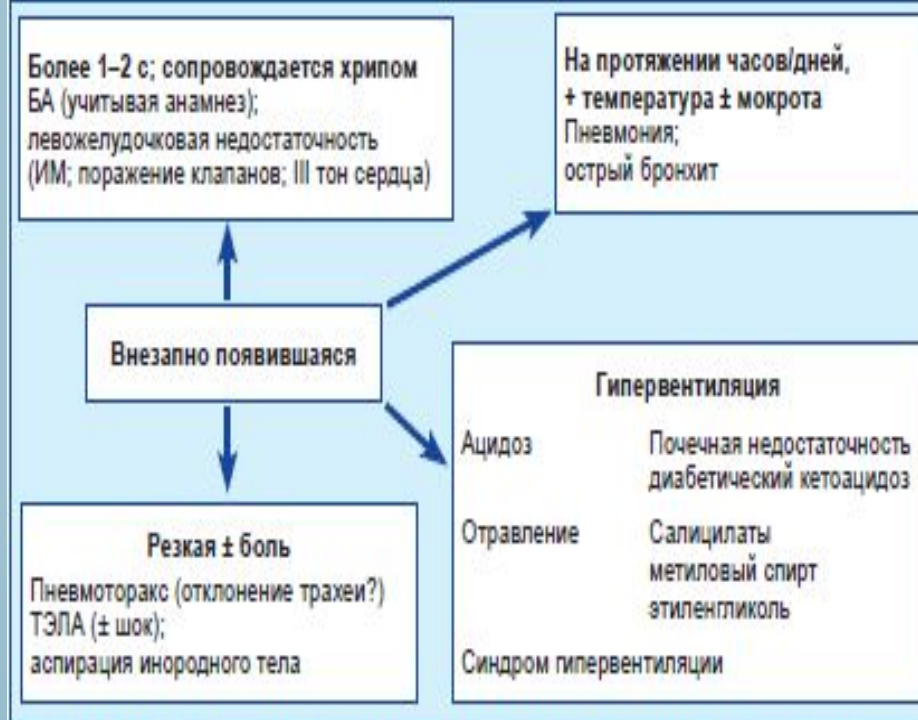 Более 1–2 с; сопровождается хрипом
БА (учитывая анамнез);
левожелудочковая недостаточность
(ИМ; поражение клапанов; III тон сердца)
На протяжении часов/дней,
+ температура ± мокрота
Пневмония;
острый бронхит
Внезапно появившаяся
Резкая ± боль
Пневмоторакс (отклонение трахеи?)
ТЭЛА (± шок);
аспирация инородного тела
Гипервентиляция
Ацидоз Почечная недостаточность
диабетический кетоацидоз
Отравление Салицилаты
метиловый спирт
этиленгликоль
Синдром гипервентиляции